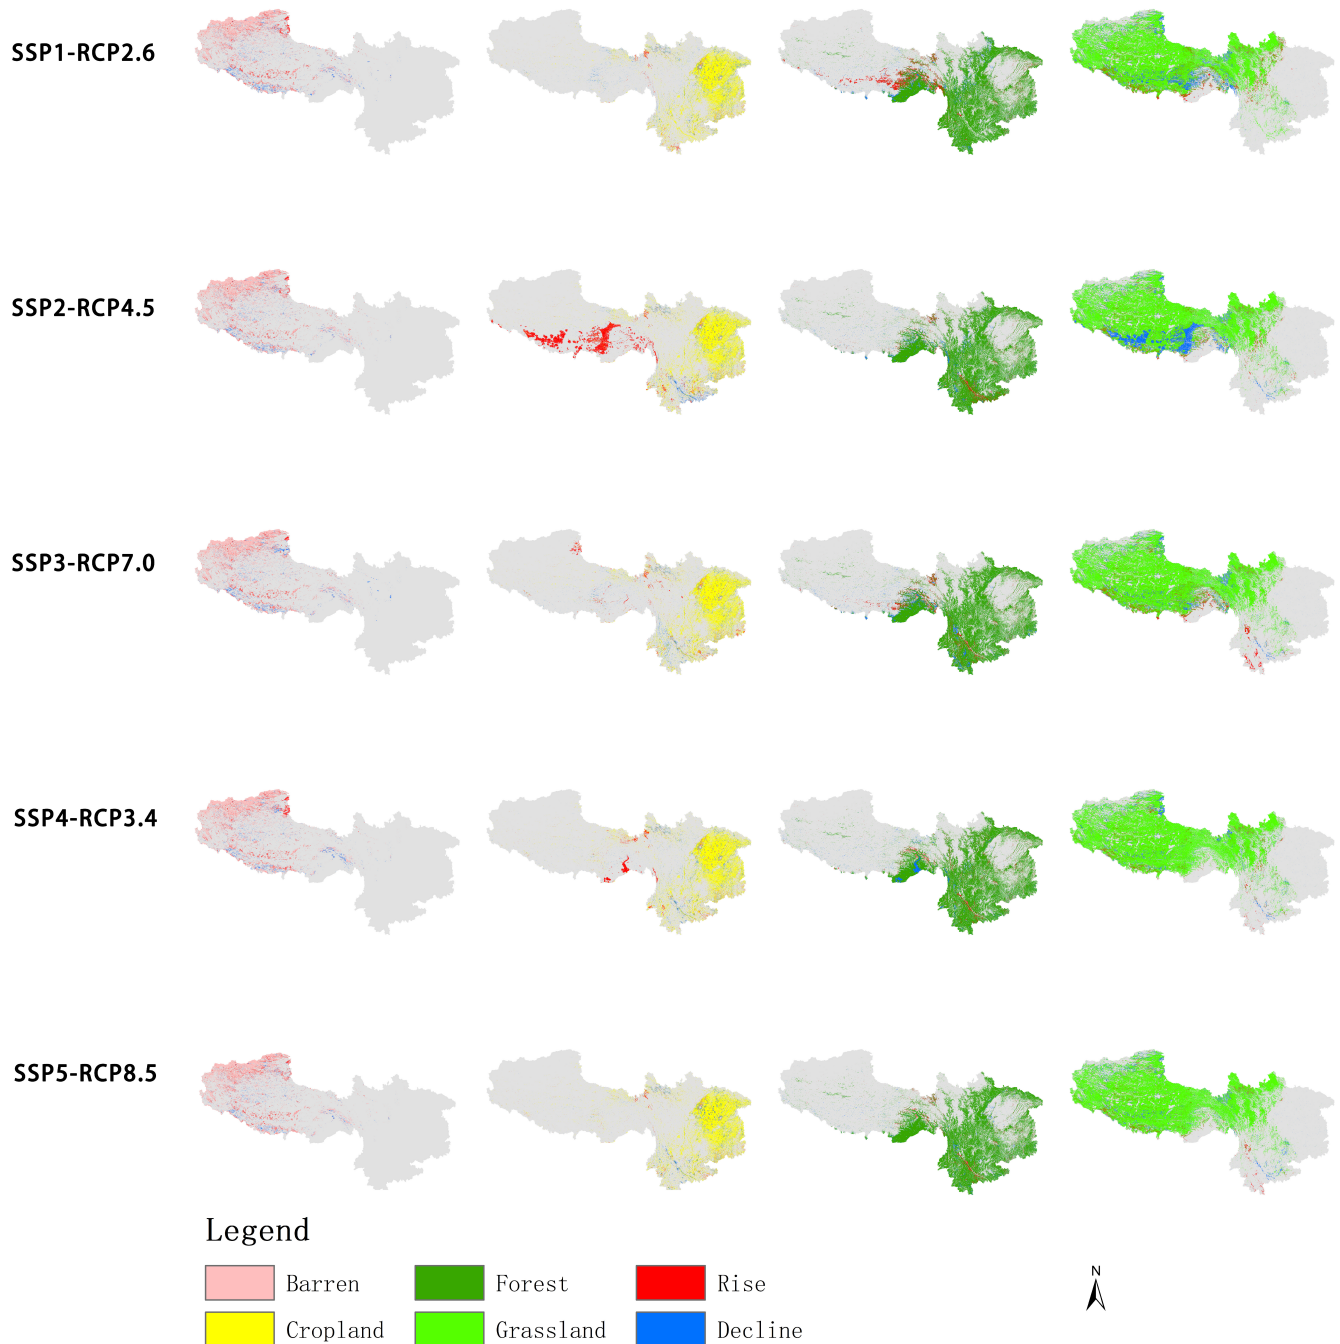 SSP1-RCP2.6
SSP2-RCP4.5
SSP3-RCP7.0
SSP4-RCP3.4
SSP5-RCP8.5
Legend
Barren
Forest
Rise
Cropland
Grassland
Decline
N